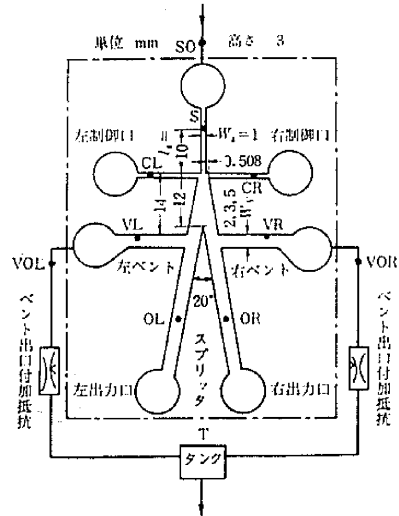 単位 mm
SO
高さ 3
S
左制御口
l_s=10
W_s=1
右制御口
CL
0.508
CR
14
12
2,3,5
W_v
VL
VR
VOL
左ベント
右ベント
VOR
ベント出口付加抵抗
20°
OL
OR
スプリッタ
ベント出口付加抵抗
左出力口
右出力口
T
タンク